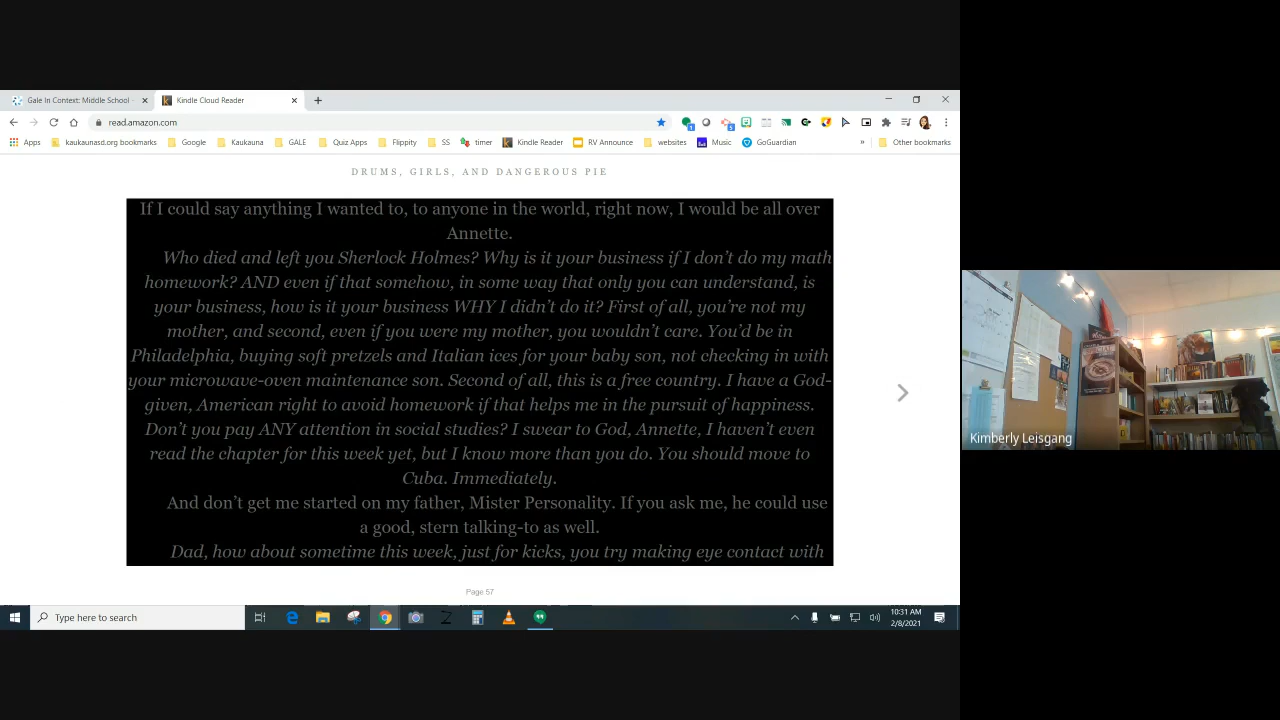 Gale In Context: Middle School -
Kindle Cloud Reader
read.amazon.com
Apps
kaukaunasd.org bookmarks
Google
Kaukauna
GALE
Quiz Apps
Flippity
SS
timer
Kindle Reader
RV Announce
websites
Music
GoGuardian
»
Other bookmarks
DRUMS, GIRLS, AND DANGEROUS PIE
If I could say anything I wanted to, to anyone in the world, right now, I would be all over
Annette.
Who died and left you Sherlock Holmes? Why is it your business if I don't do my math
homework? AND even if that somehow, in some way that only you can understand, is
your business, how is it your business WHY I didn't do it? First of all, you're not my
mother, and second, even if you were my mother, you wouldn't care. You'd be in
Philadelphia, buying soft pretzels and Italian ices for your baby son, not checking in with
your microwave-oven maintenance son. Second of all, this is a free country. I have a God-
given, American right to avoid homework if that helps me in the pursuit of happiness.
Don't you pay ANY attention in social studies? I swear to God, Annette, I haven't even
read the chapter for this week yet, but I know more than you do. You should move to
Cuba. Immediately.
And don't get me started on my father, Mister Personality. If you ask me, he could use
a good, stern talking-to as well.
Dad, how about sometime this week, just for kicks, you try making eye contact with
Page 57
Kimberly Leisgang
Type here to search
10:31 AM
2/8/2021